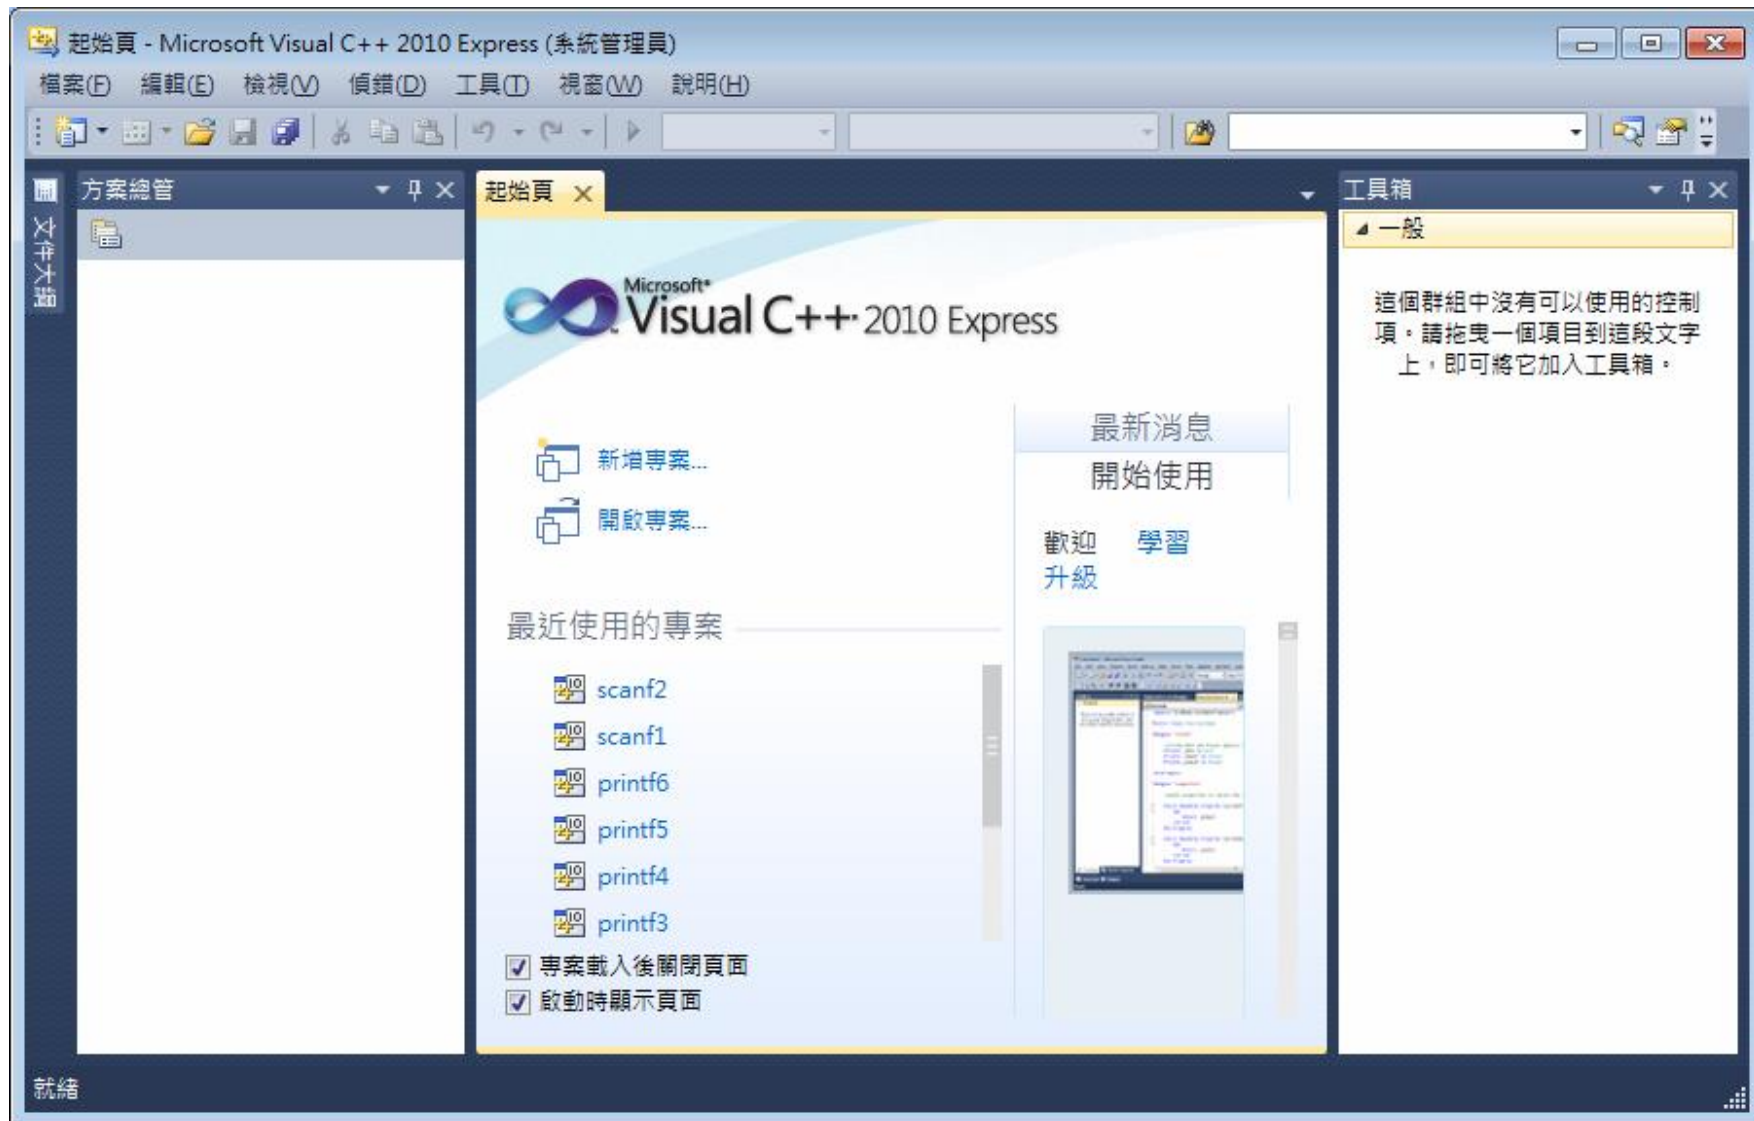 起始頁 - Microsoft Visual C++ 2010 Express (系統管理員)
檔案(F) 編輯(E) 檢視(V) 偵錯(D) 工具(T) 視窗(W) 說明(H)
文件大綱
方案總管
起始頁
Microsoft
Visual C++ 2010 Express
新增專案...
開啟專案...
最近使用的專案
scanf2
scanf1
printf6
printf5
printf4
printf3
專案載入後關閉頁面
啟動時顯示頁面
最新消息
開始使用
歡迎 學習
升級
工具箱
一般
這個群組中沒有可以使用的控制
項。請拖曳一個項目到這段文字
上，即可將它加入工具箱。
就緒